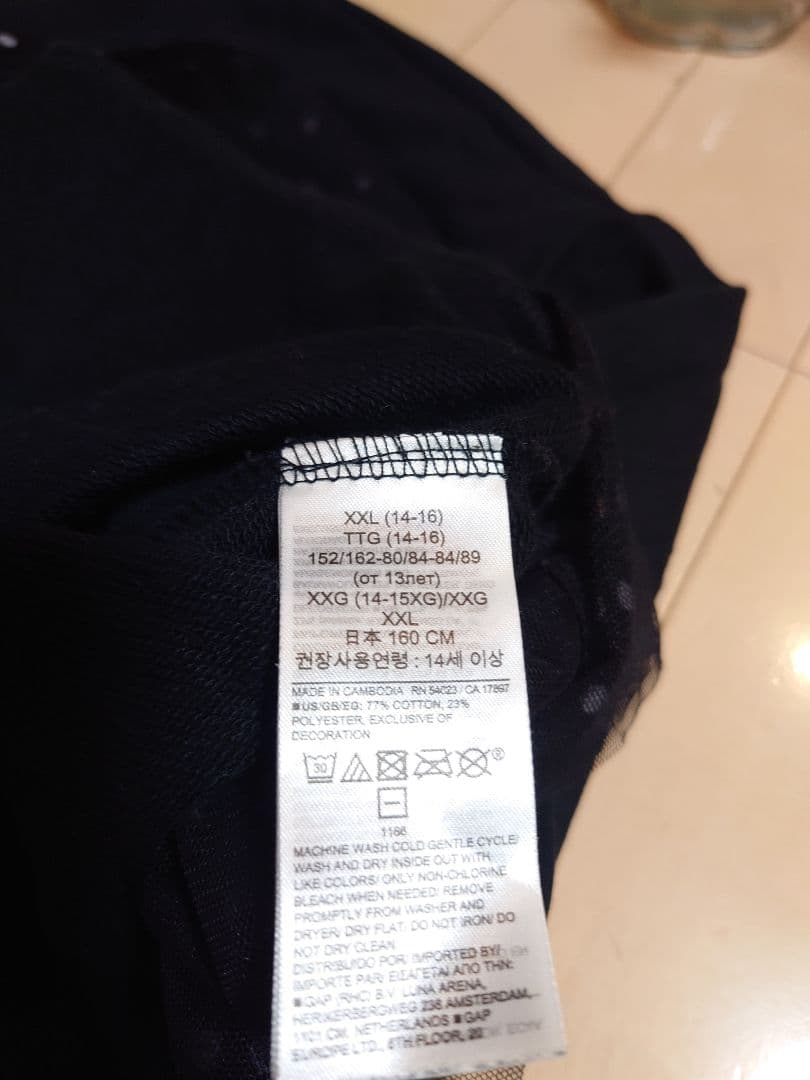 XXL (14-16)
TTG (14-16)
152/162-80/84-84/89
(от 13лет)
XXG (14-15XG)/XXG
XXL
日本 160 CM
권장사용연령 : 14세 이상
MADE IN CAMBODIA RN 54023 / CA 17897
■US/GB/EG: 77% COTTON, 23%
POLYESTER, EXCLUSIVE OF
DECORATION
30
®
1166
MACHINE WASH COLD GENTLE CYCLE/
WASH AND DRY INSIDE OUT WITH
LIKE COLORS/ ONLY NON-CHLORINE
BLEACH WHEN NEEDED/ REMOVE
PROMPTLY FROM WASHER AND
DRYER/ DRY FLAT/ DO NOT IRON/ DO
NOT DRY CLEAN
DISTRIBUIDO POR/ IMPORTED BY/
IMPORTE PAR/ ΕΙΣΑΓΕΤΑΙ ΑΠΟ ΤΗΝ:
■GAP (RHC) B.V. LUNA ARENA,
HERIKERBERGWEG 238 AMSTERDAM,
1101 CM, NETHERLANDS ■GAP
EUROPE LTD., 6TH FLOOR, 20